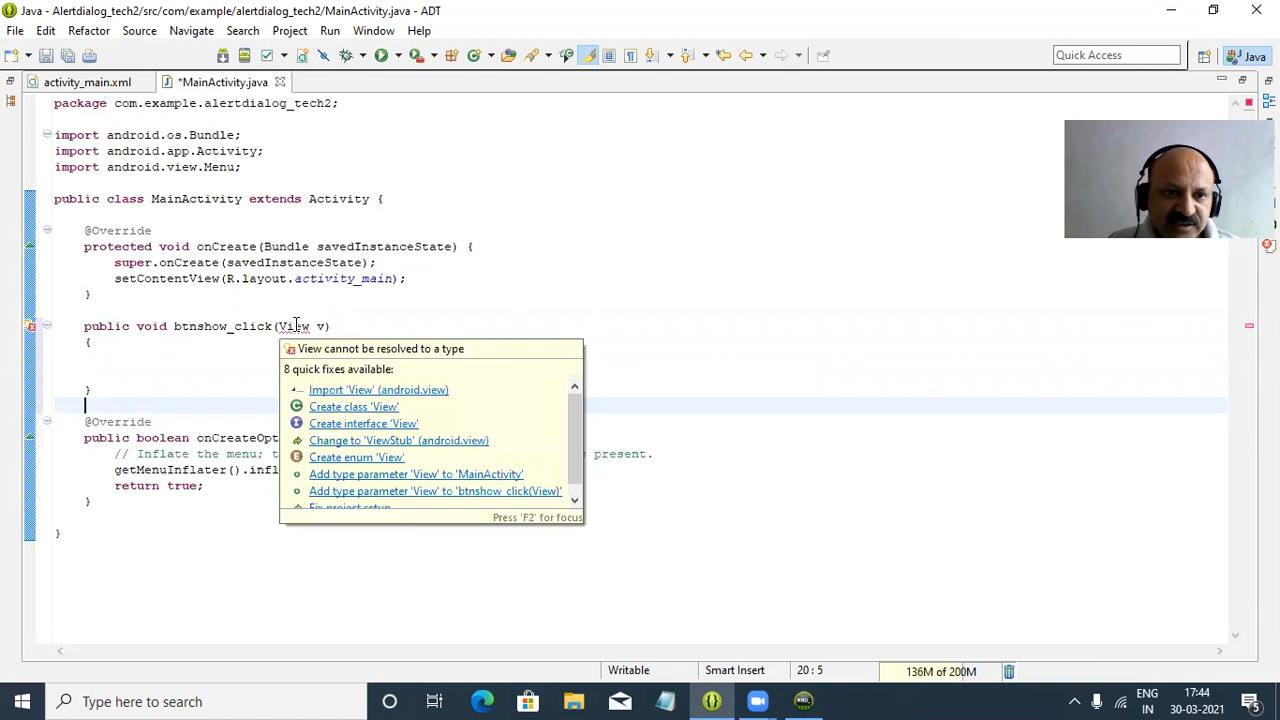 Java - Alertdialog_tech2/src/com/example/alertdialog_tech2/MainActivity.java - ADT
File Edit Refactor Source Navigate Search Project Run Window Help
Quick Access
Java
activity_main.xml
*MainActivity.java
package com.example.alertdialog_tech2;
import android.os.Bundle;
import android.app.Activity;
import android.view.Menu;
public class MainActivity extends Activity {
@Override
protected void onCreate(Bundle savedInstanceState) {
super.onCreate(savedInstanceState);
setContentView(R.layout.activity_main);
}
public void btnshow_click(View v)
{
View cannot be resolved to a type
8 quick fixes available:
Import 'View' (android.view)
}
Create class 'View'
@Override
Create interface 'View'
public boolean onCreateOpt
Change to 'ViewStub' (android.view)
// Inflate the menu; t
s present.
Create enum 'View'
getMenuInflater().infl
Add type parameter 'View' to 'MainActivity'
return true;
Add type parameter 'View' to 'btnshow_click(View)'
}
Fix project setup
Press 'F2' for focus
}
Writable
Smart Insert
20 : 5
136M of 200M
Type here to search
ENG
IN
17:44
30-03-2021
5